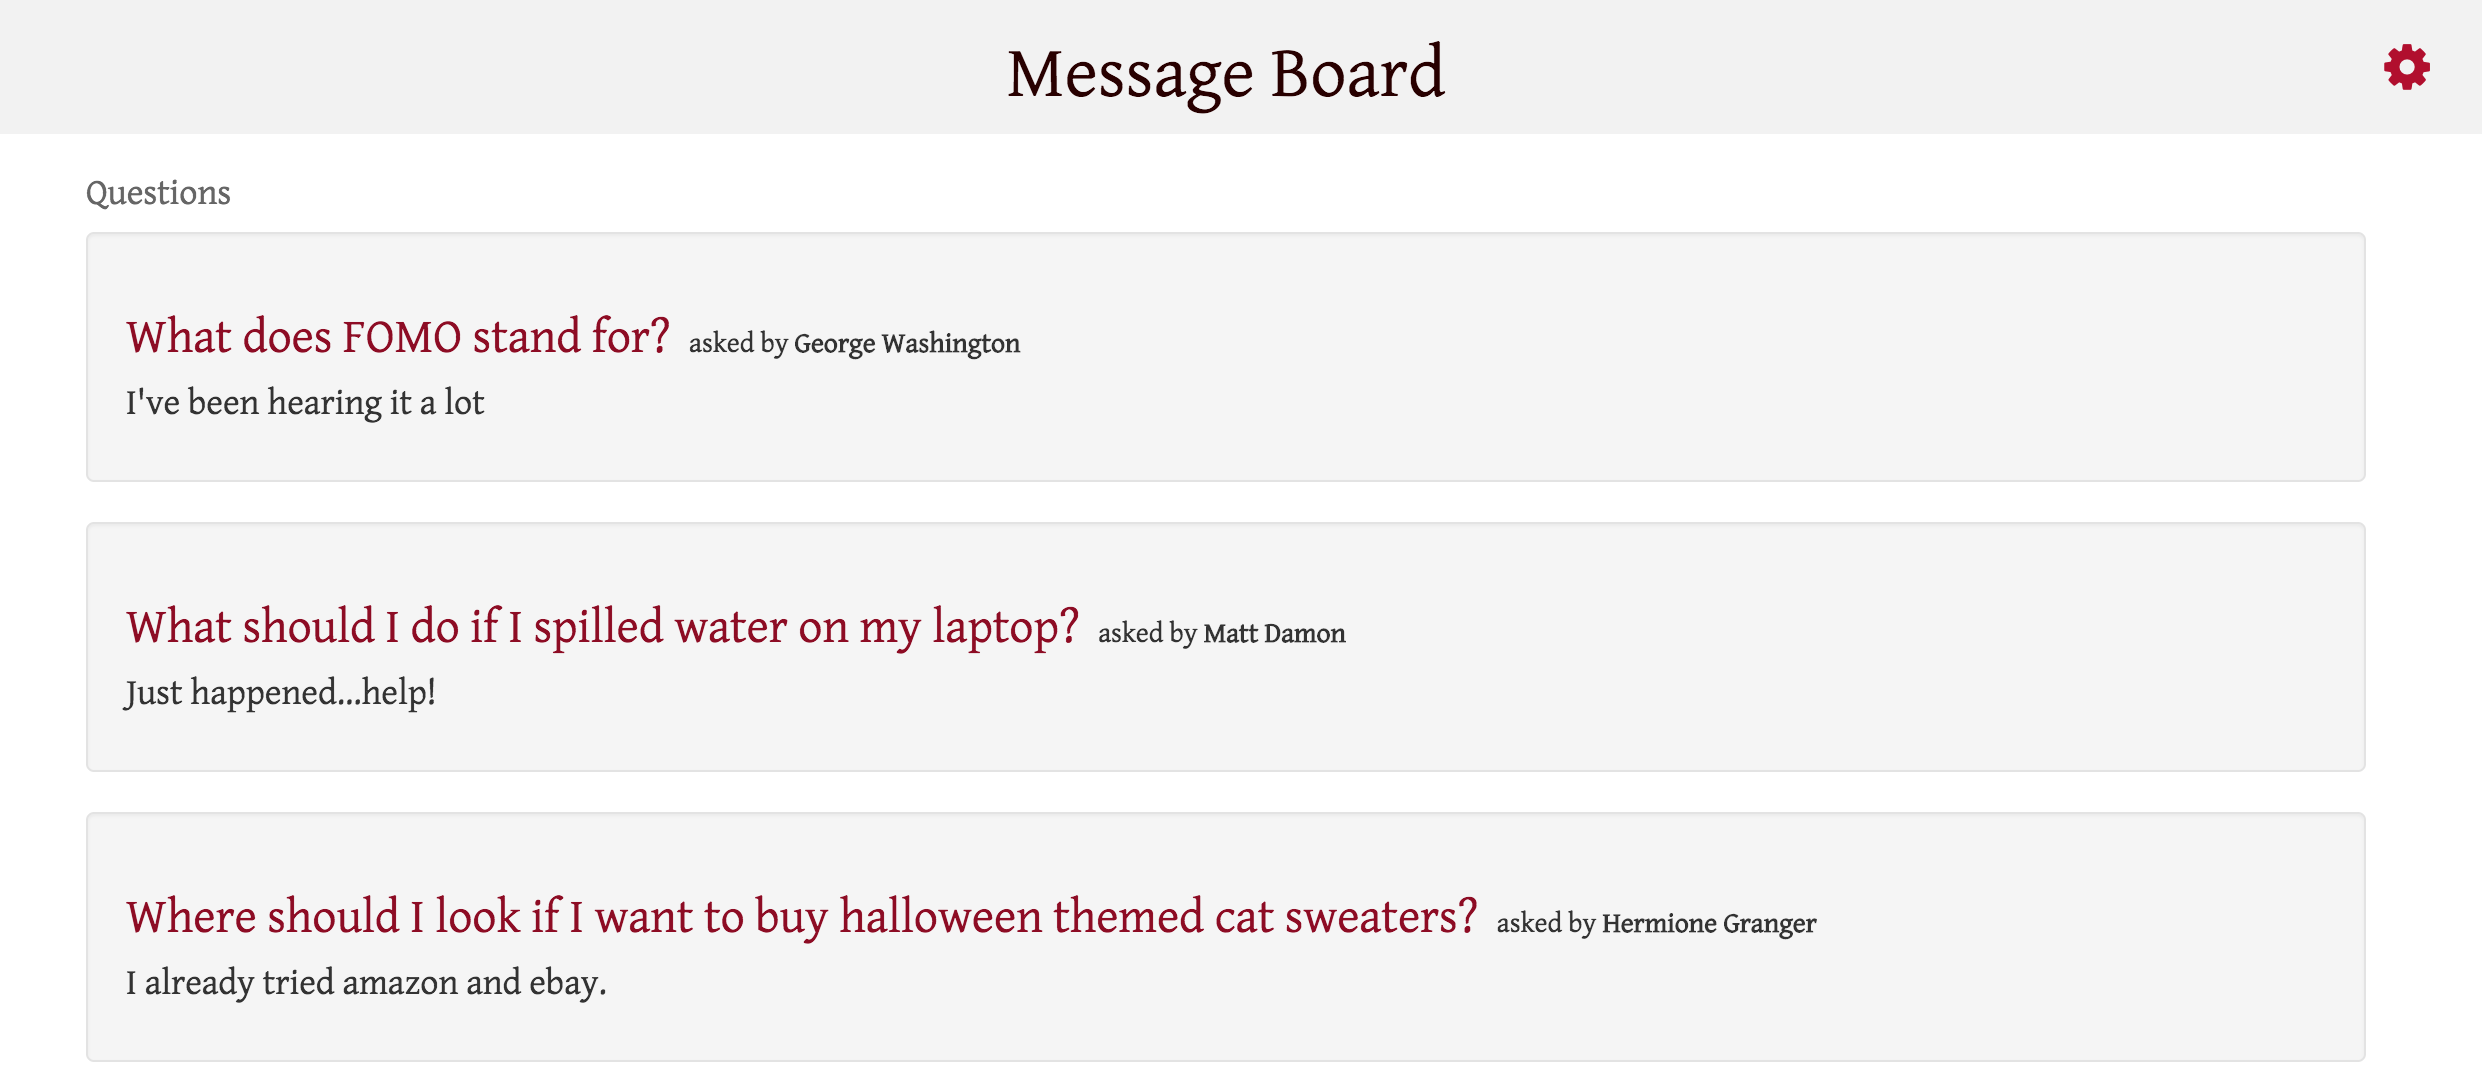 Message Board
Questions
What does FOMO stand for? asked by George Washington
I've been hearing it a lot
What should I do if I spilled water on my laptop? asked by Matt Damon
Just happened...help!
Where should I look if I want to buy halloween themed cat sweaters? asked by Hermione Granger
I already tried amazon and ebay.